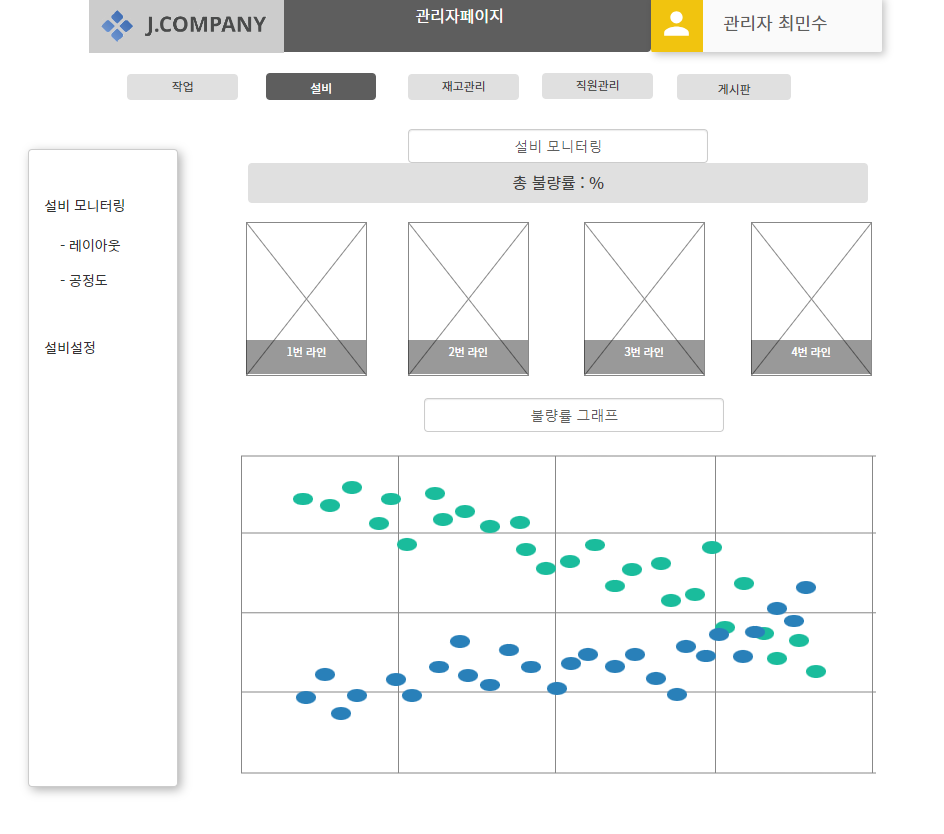 J.COMPANY
관리자페이지
관리자 최민수
작업
설비
재고관리
직원관리
게시판
설비 모니터링
- 레이아웃
- 공정도
설비설정
설비 모니터링
총 불량률 : %
1번 라인
2번 라인
3번 라인
4번 라인
불량률 그래프